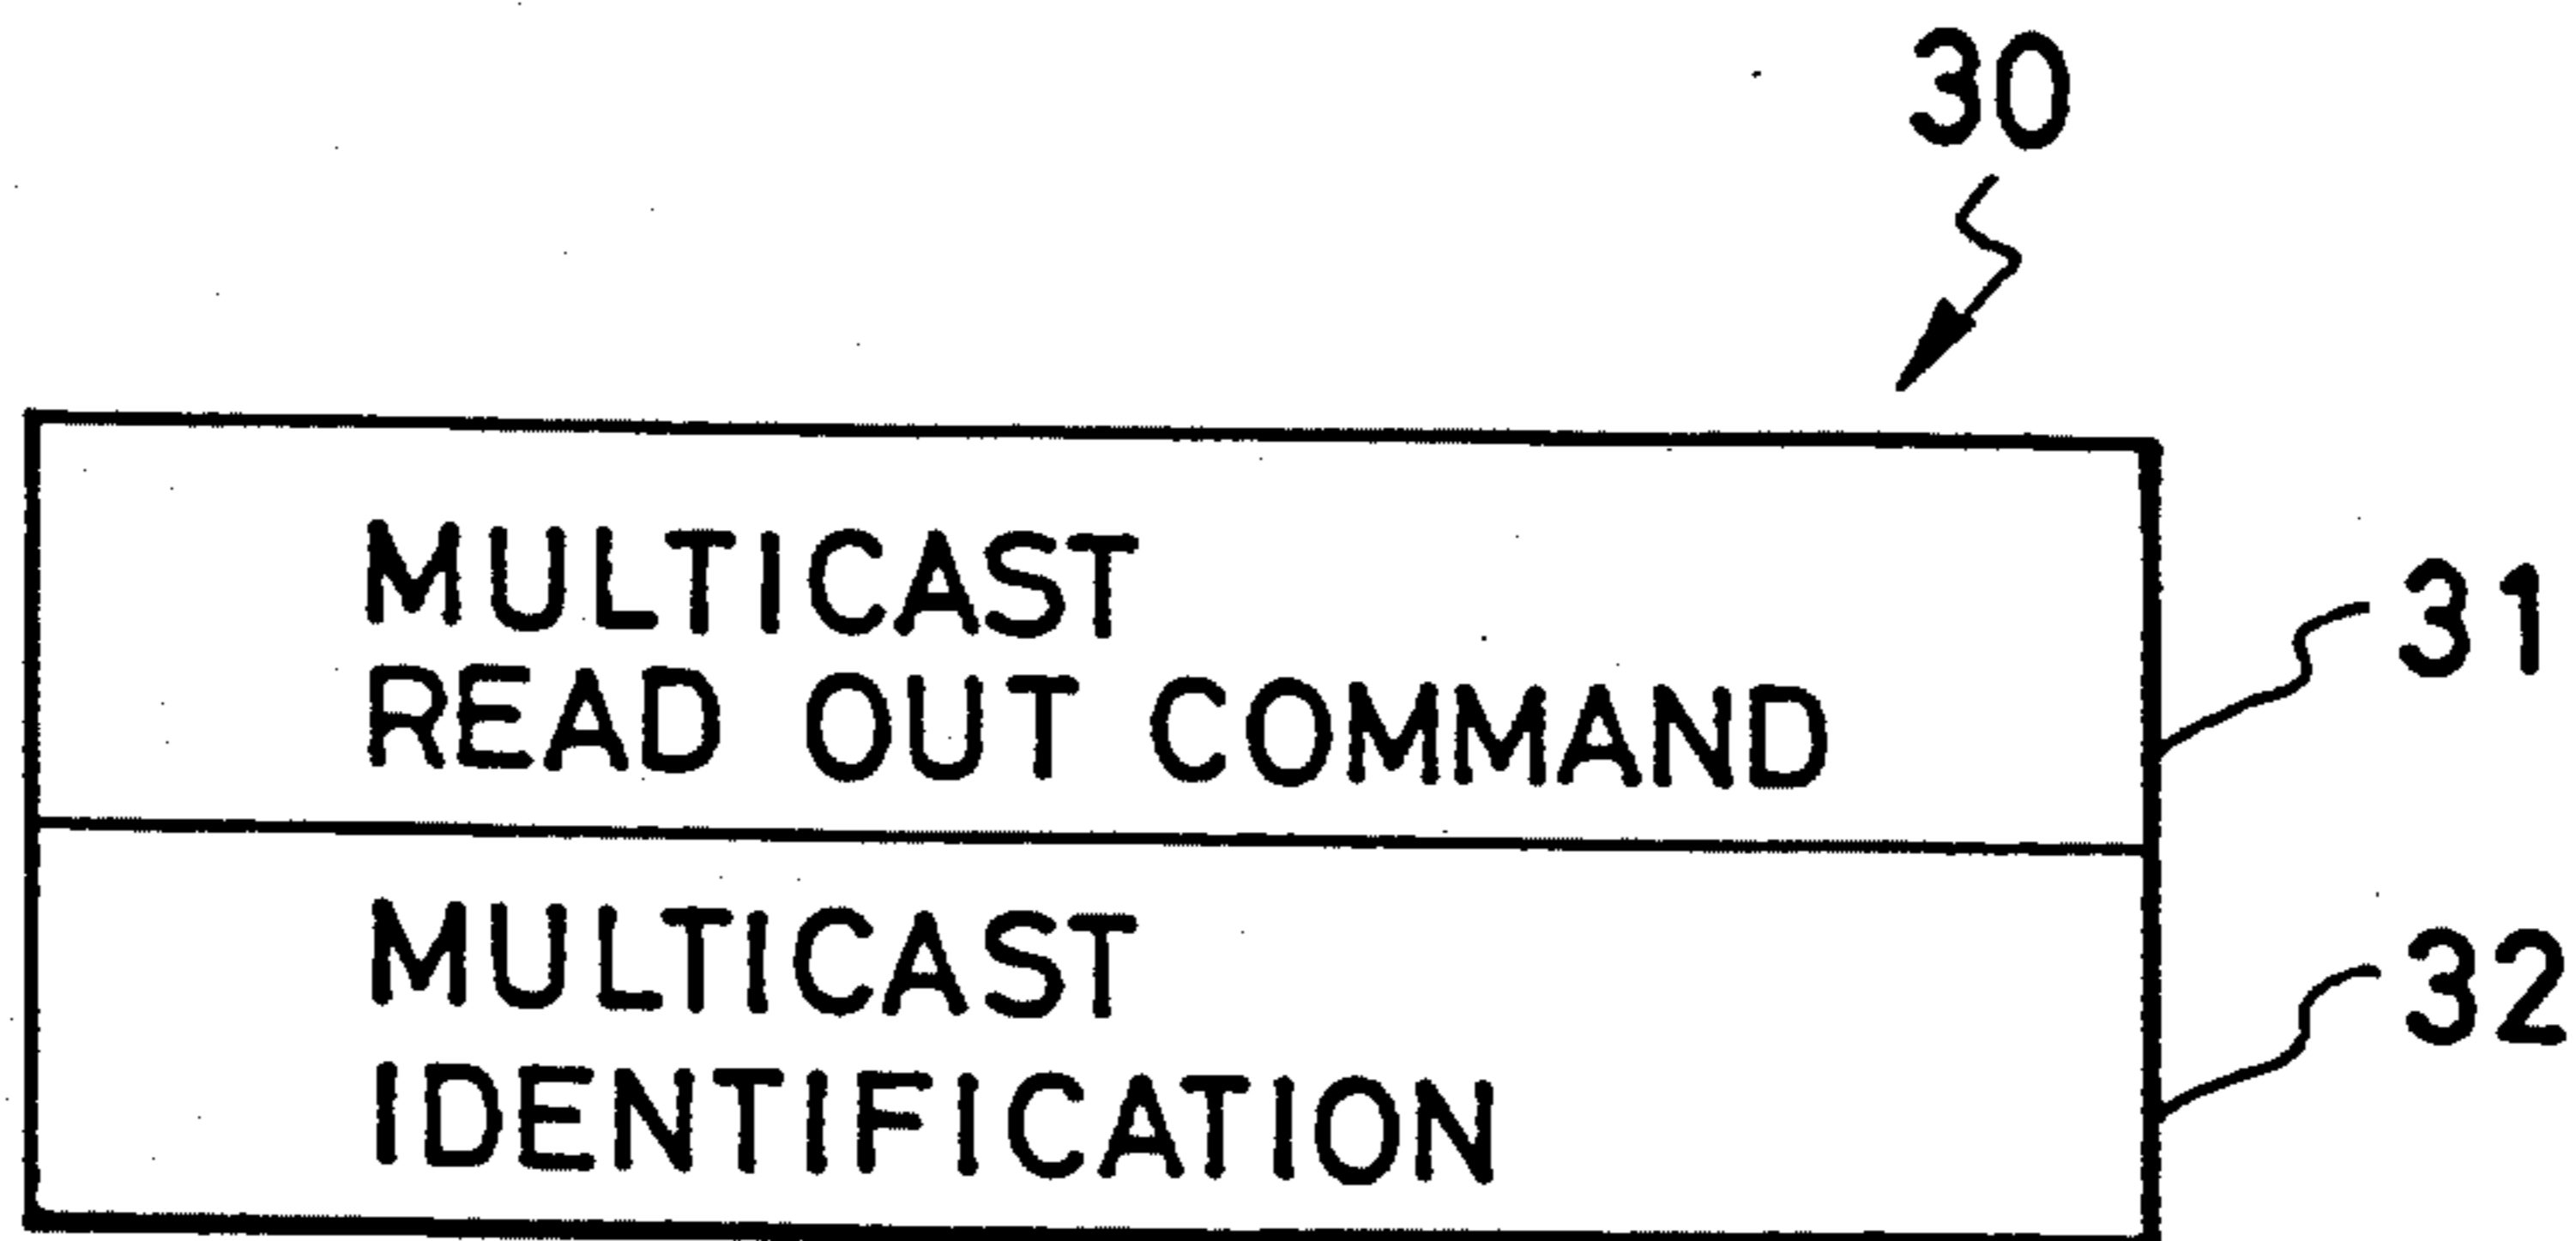 30
MULTICAST
READ OUT COMMAND
31
MULTICAST
IDENTIFICATION
32